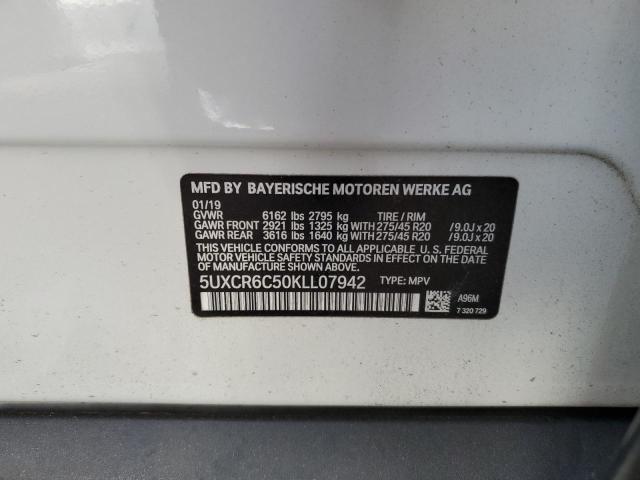 MFD BY BAYERISCHE MOTOREN WERKE AG
01/19
GVWR 6162 lbs 2795 kg TIRE / RIM
GAWR FRONT 2921 lbs 1325 kg WITH 275/45 R20 /9.0J x 20
GAWR REAR 3616 lbs 1640 kg WITH 275/45 R20 /9.0J x 20
THIS VEHICLE CONFORMS TO ALL APPLICABLE U. S. FEDERAL
MOTOR VEHICLE SAFETY STANDARDS IN EFFECT ON THE DATE
OF MANUFACTURE SHOWN ABOVE.
5UXCR6C50KLL07942 TYPE: MPV
A96M
7 320 729